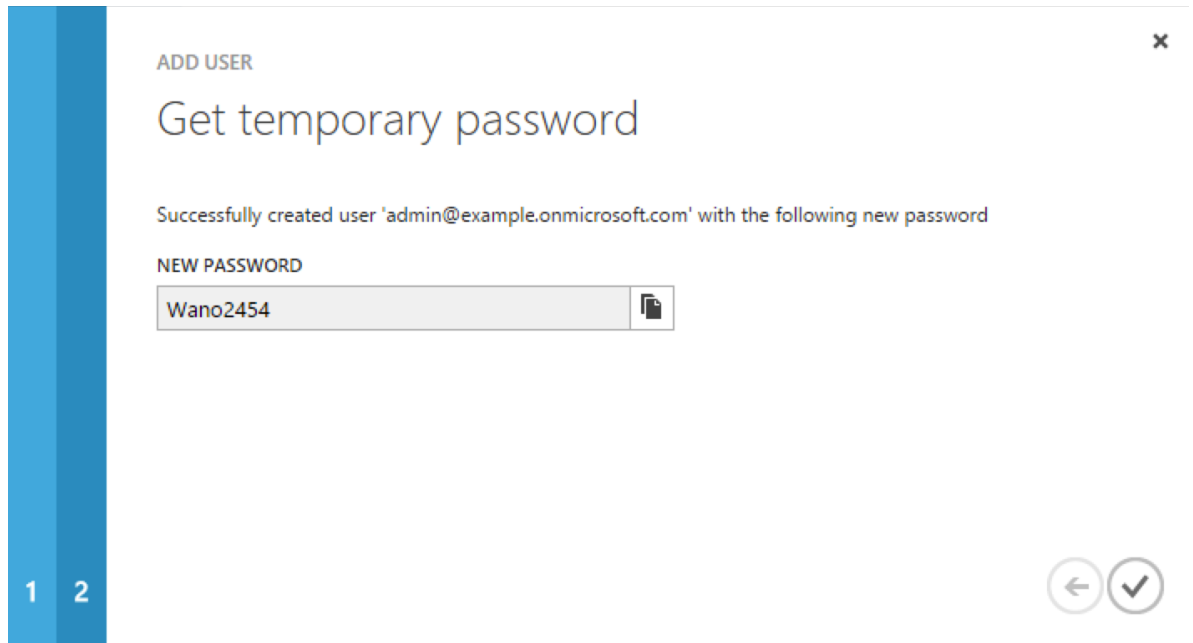 ADD USER
Get temporary password
Successfully created user 'admin@example.onmicrosoft.com' with the following new password
NEW PASSWORD
Wano2454
1 2